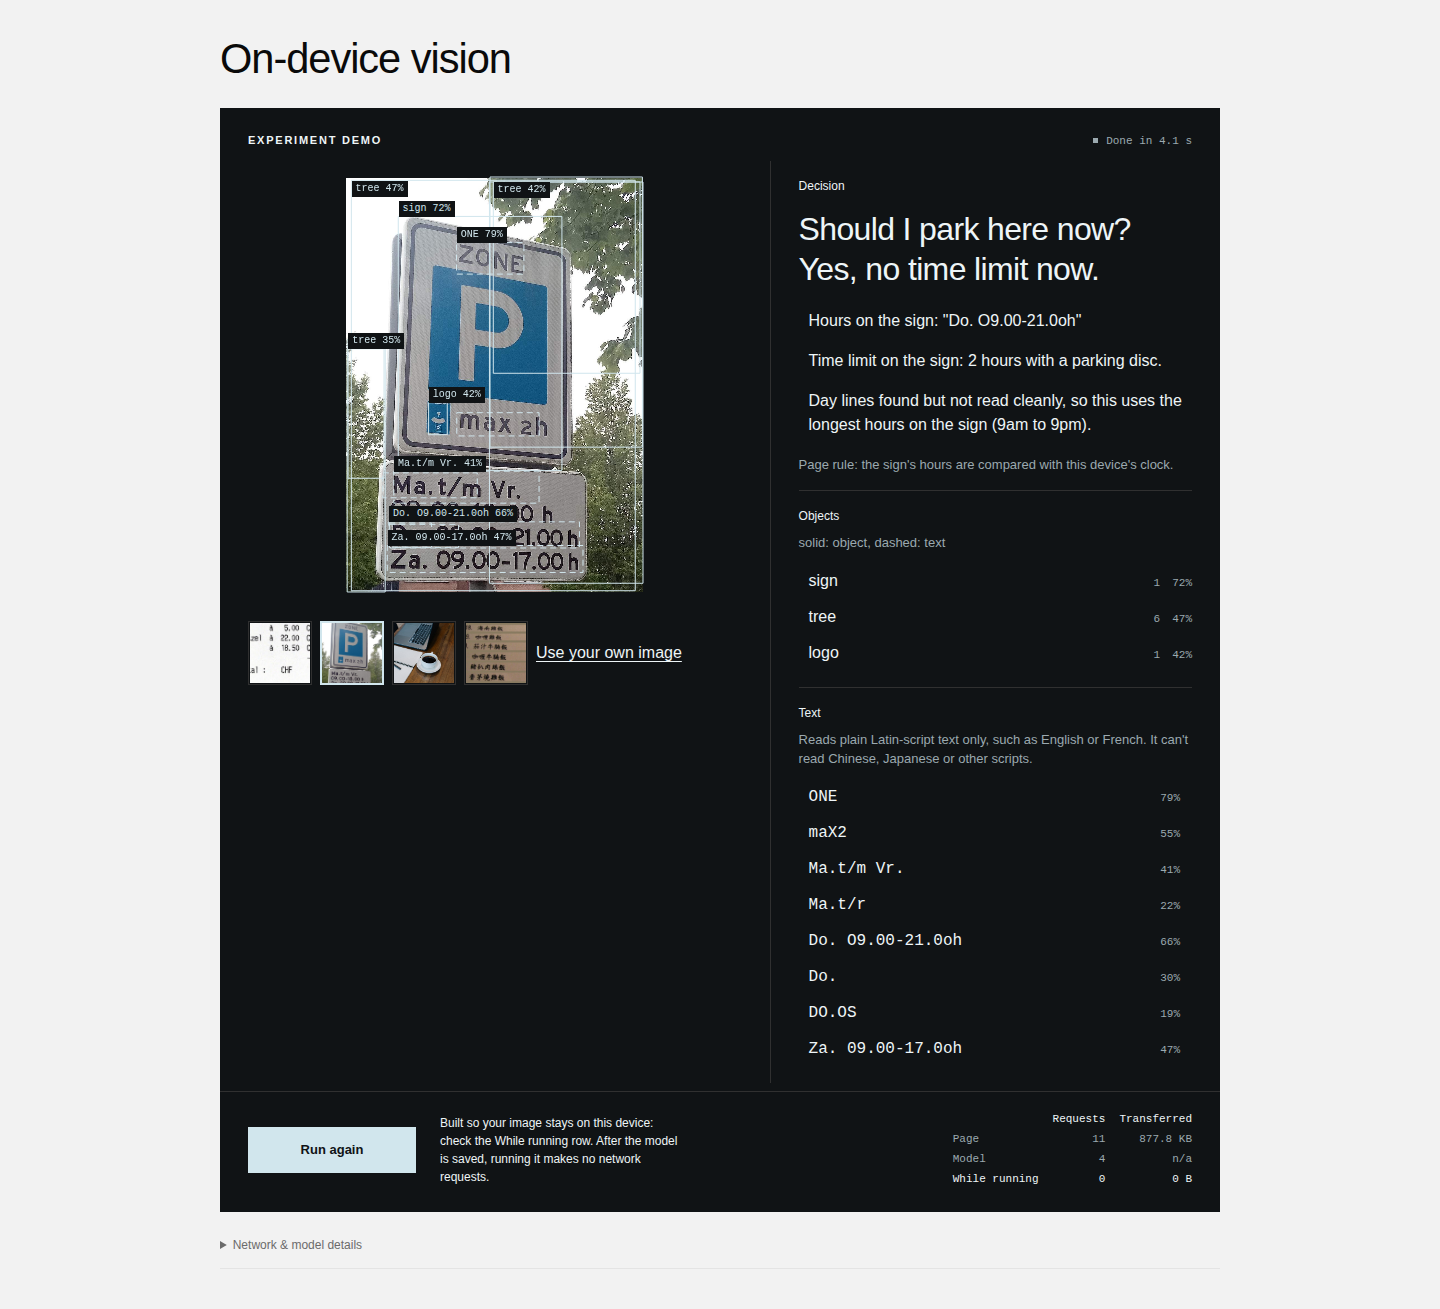 On-device vision
EXPERIMENT DEMO
Done in 4.1 s
tree 47%
tree 42%
sign 72%
ONE 79%
ZONE
P
tree 35%
logo 42%
max 2h
Ma.t/m Vr. 41%
Ma.t/m Vr.
Do. O9.00-21.0oh 66%
21.00 h
Za. 09.00-17.0oh 47%
Za. 09.00-17.00 h
Use your own image
Decision
Should I park here now?
Yes, no time limit now.
Hours on the sign: "Do. O9.00-21.0oh"
Time limit on the sign: 2 hours with a parking disc.
Day lines found but not read cleanly, so this uses the
longest hours on the sign (9am to 9pm).
Page rule: the sign's hours are compared with this device's clock.
Objects
solid: object, dashed: text
sign 1 72%
tree 6 47%
logo 1 42%
Text
Reads plain Latin-script text only, such as English or French. It can't
read Chinese, Japanese or other scripts.
ONE 79%
maX2 55%
Ma.t/m Vr. 41%
Ma.t/r 22%
Do. O9.00-21.0oh 66%
Do. 30%
DO.OS 19%
Za. 09.00-17.0oh 47%
Run again
Built so your image stays on this device:
check the While running row. After the model
is saved, running it makes no network
requests.
Requests Transferred
Page 11 877.8 KB
Model 4 n/a
While running 0 0 B
Network & model details